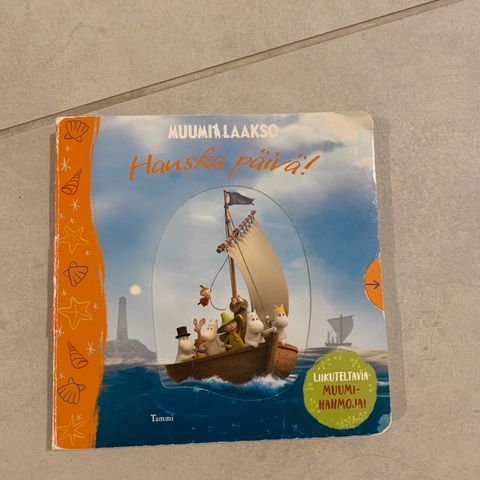 MUUMILAAKSO
Hauska päivä!
LIIKUTELTAVIA
MUUMI-
HAHMOJA!
Tammi